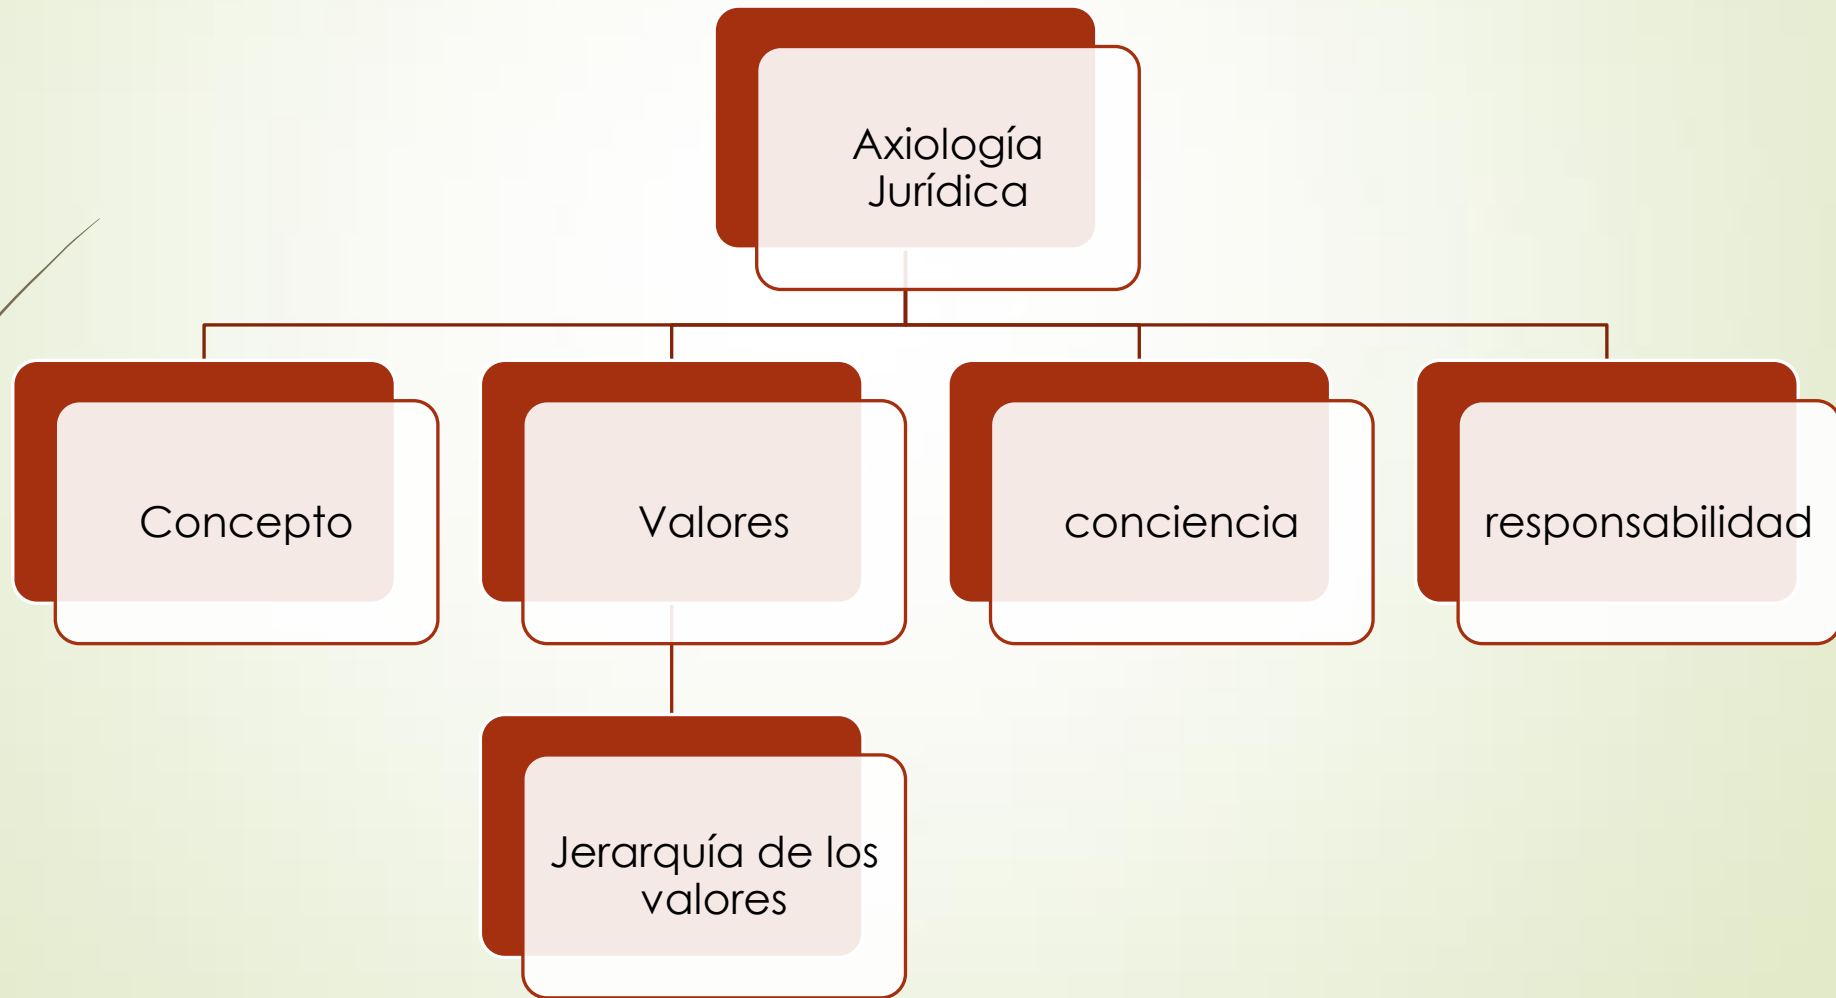 Axiología
Jurídica
Concepto
Valores
conciencia
responsabilidad
Jerarquía de los
valores